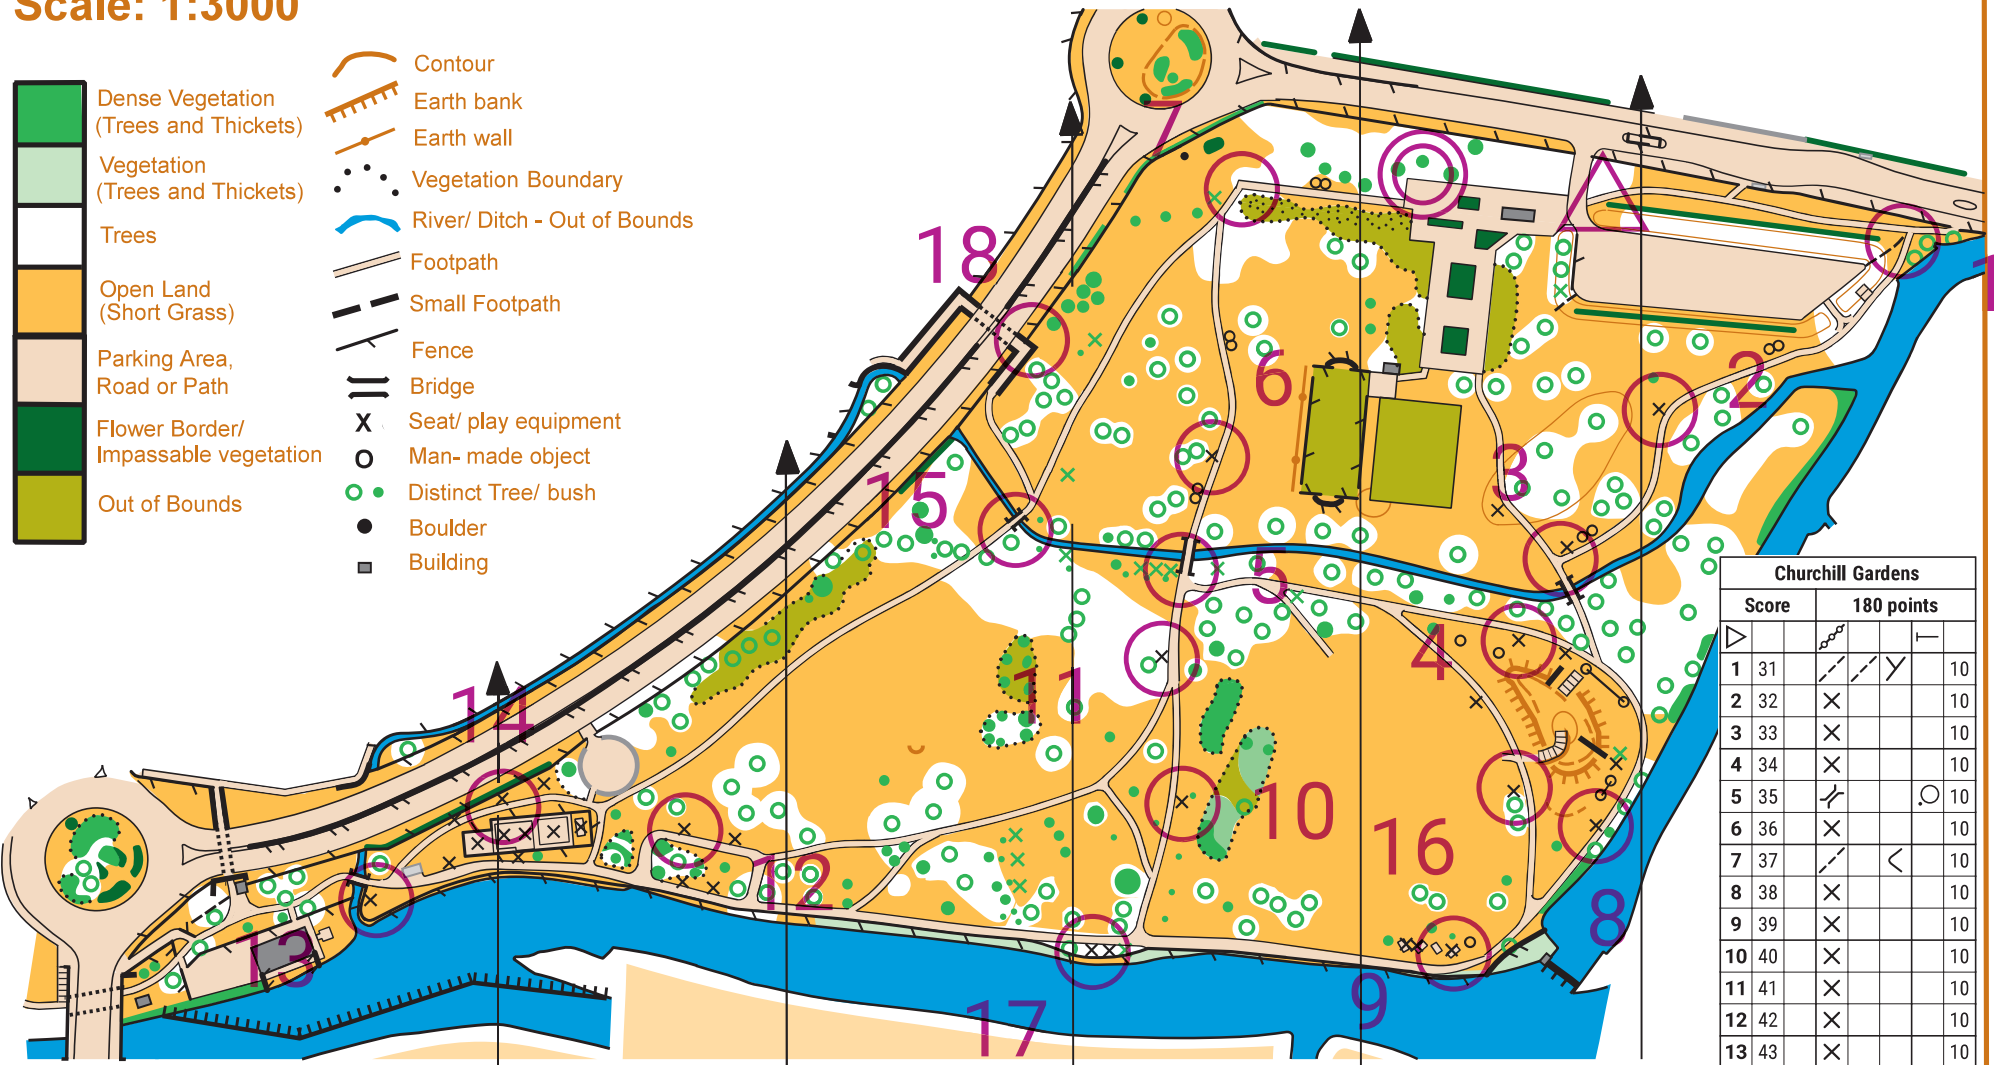 Scale: 1:3000
Dense Vegetation
(Trees and Thickets)
Vegetation
(Trees and Thickets)
Trees
Open Land
(Short Grass)
Parking Area,
Road or Path
Flower Border/
Impassable vegetation
Out of Bounds
Contour
Earth bank
Earth wall
Vegetation Boundary
River/ Ditch - Out of Bounds
Footpath
Small Footpath
Fence
Bridge
Seat/ play equipment
Man- made object
Distinct Tree/ bush
Boulder
Building
7
18
1
6
2
3
15
5
4
14
11
10
16
12
13
8
9
17
Churchill Gardens
Score 180 points
1 31 10
2 32 10
3 33 10
4 34 10
5 35 10
6 36 10
7 37 10
8 38 10
9 39 10
10 40 10
11 41 10
12 42 10
13 43 10